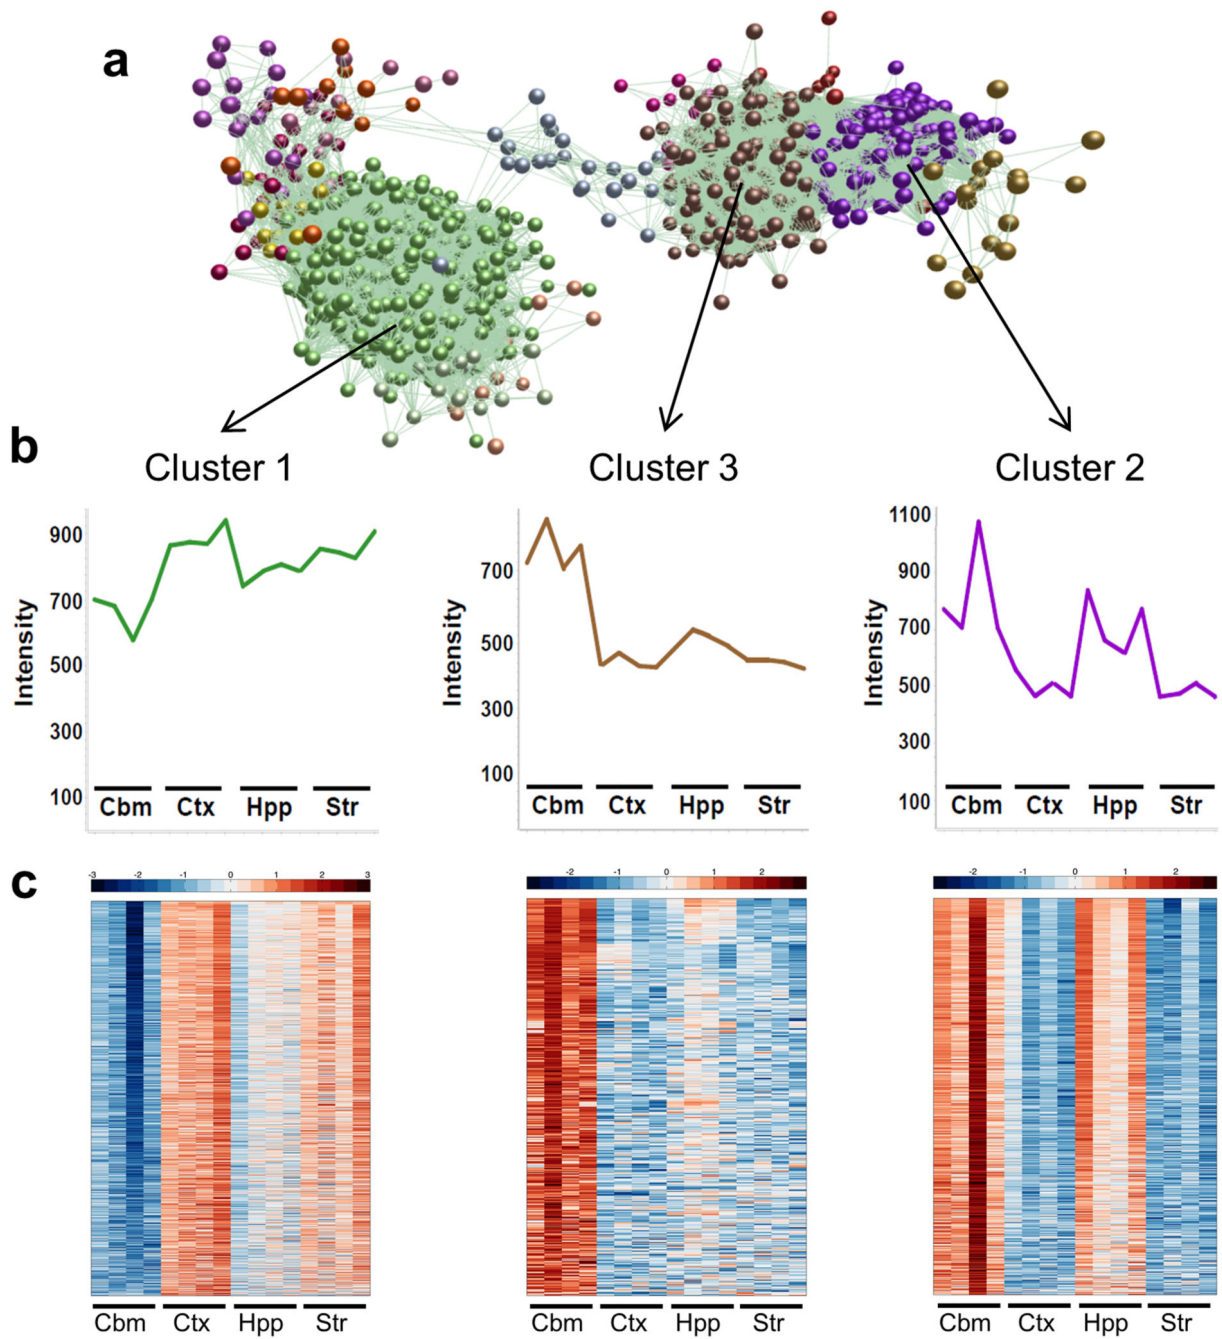 a
b
Cluster 1
Cluster 3
Cluster 2
900
700
500
300
100
Intensity
Cbm Ctx Hpp Str
700
500
300
100
Intensity
Cbm Ctx Hpp Str
1100
900
700
500
300
100
Intensity
Cbm Ctx Hpp Str
c
-3 -2 -1 0 1 2 3
-2 -1 0 1 2
-2 -1 0 1 2
Cbm Ctx Hpp Str
Cbm Ctx Hpp Str
Cbm Ctx Hpp Str